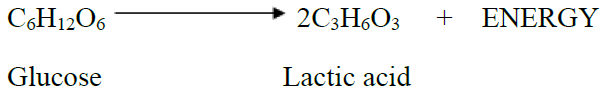 C₆H₁₂O₆ ⟶ 2C₃H₆O₃ + ENERGY
Glucose Lactic acid